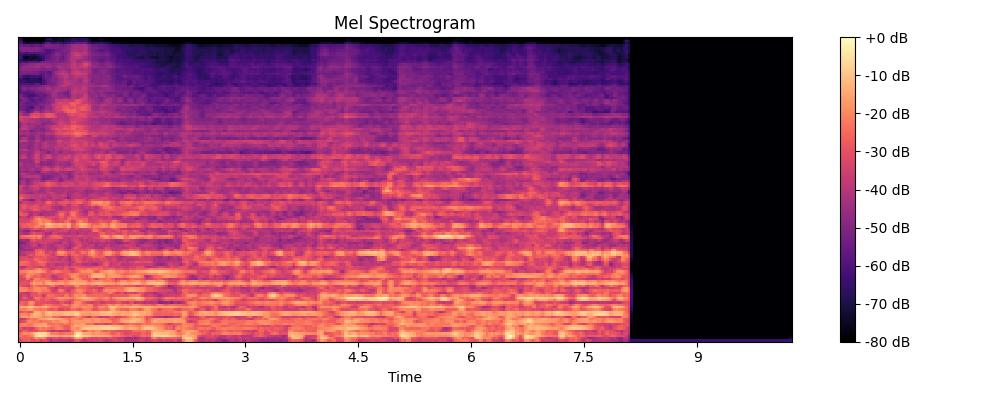 Mel Spectrogram
+0 dB
-10 dB
-20 dB
-30 dB
-40 dB
-50 dB
-60 dB
-70 dB
-80 dB
0 1.5 3 4.5 6 7.5 9
Time